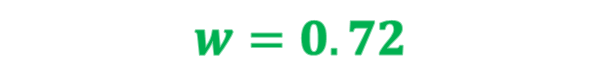 w = 0.72